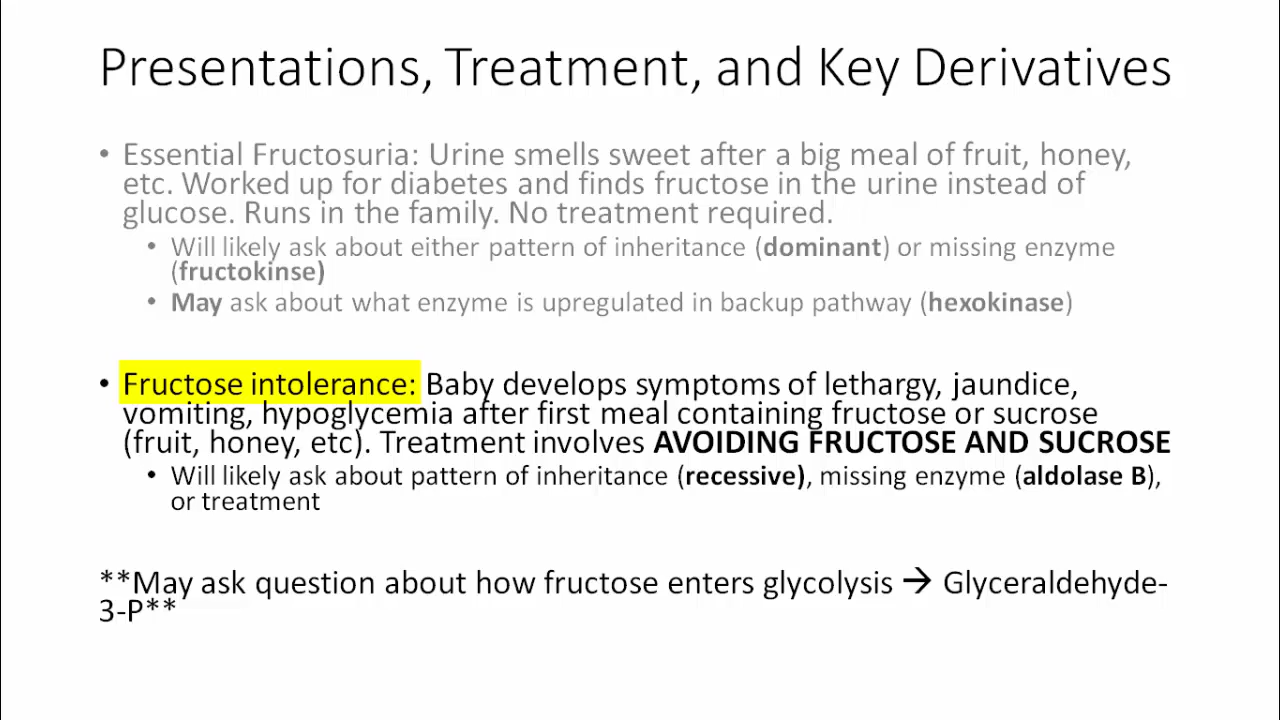 Presentations, Treatment, and Key Derivatives
• Essential Fructosuria: Urine smells sweet after a big meal of fruit, honey,
etc. Worked up for diabetes and finds fructose in the urine instead of
glucose. Runs in the family. No treatment required.
• Will likely ask about either pattern of inheritance (dominant) or missing enzyme
(fructokinse)
• May ask about what enzyme is upregulated in backup pathway (hexokinase)
• Fructose intolerance: Baby develops symptoms of lethargy, jaundice,
vomiting, hypoglycemia after first meal containing fructose or sucrose
(fruit, honey, etc). Treatment involves AVOIDING FRUCTOSE AND SUCROSE
• Will likely ask about pattern of inheritance (recessive), missing enzyme (aldolase B),
or treatment
**May ask question about how fructose enters glycolysis → Glyceraldehyde-
3-P**